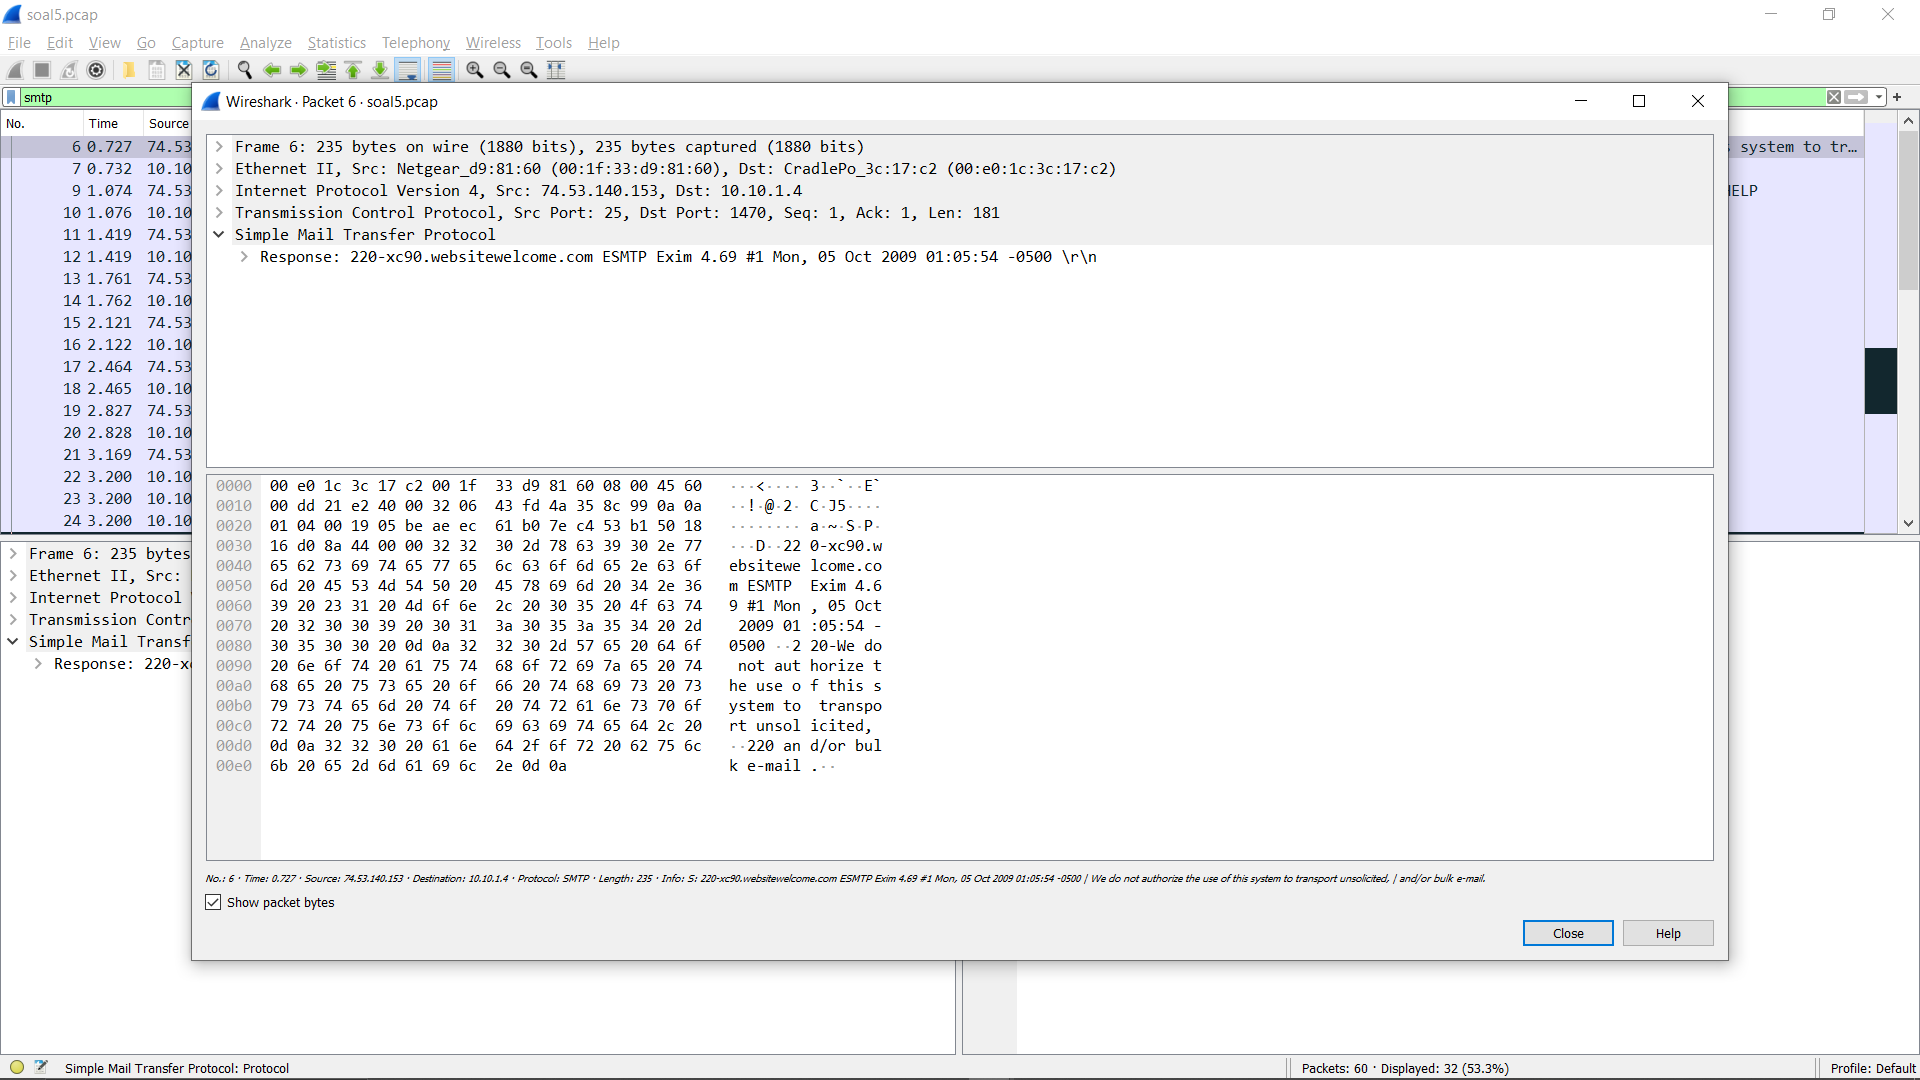 soal5.pcap
File Edit View Go Capture Analyze Statistics Telephony Wireless Tools Help
smtp
Wireshark · Packet 6 · soal5.pcap
No. Time Source
6 0.727 74.53 system to tr…
7 0.732 10.10
9 1.074 74.53 HELP
10 1.076 10.10
11 1.419 74.53
12 1.419 10.10
13 1.761 74.53
14 1.762 10.10
15 2.121 74.53
16 2.122 10.10
17 2.464 74.53
18 2.465 10.10
19 2.827 74.53
20 2.828 10.10
21 3.169 74.53
22 3.200 10.10
23 3.200 10.10
24 3.200 10.10
Frame 6: 235 bytes
Ethernet II, Src:
Internet Protocol
Transmission Contr
Simple Mail Transf
Response: 220-xc
Frame 6: 235 bytes on wire (1880 bits), 235 bytes captured (1880 bits)
Ethernet II, Src: Netgear_d9:81:60 (00:1f:33:d9:81:60), Dst: CradlePo_3c:17:c2 (00:e0:1c:3c:17:c2)
Internet Protocol Version 4, Src: 74.53.140.153, Dst: 10.10.1.4
Transmission Control Protocol, Src Port: 25, Dst Port: 1470, Seq: 1, Ack: 1, Len: 181
Simple Mail Transfer Protocol
Response: 220-xc90.websitewelcome.com ESMTP Exim 4.69 #1 Mon, 05 Oct 2009 01:05:54 -0500 \r\n
0000 00 e0 1c 3c 17 c2 00 1f 33 d9 81 60 08 00 45 60 ···<···· 3··`··E`
0010 00 dd 21 e2 40 00 32 06 43 fd 4a 35 8c 99 0a 0a ··!·@·2· C·J5····
0020 01 04 00 19 05 be ae ec 61 b0 7e c4 53 b1 50 18 ········ a·~·S·P·
0030 16 d0 8a 44 00 00 32 32 30 2d 78 63 39 30 2e 77 ···D··22 0-xc90.w
0040 65 62 73 69 74 65 77 65 6c 63 6f 6d 65 2e 63 6f ebsitewe lcome.co
0050 6d 20 45 53 4d 54 50 20 45 78 69 6d 20 34 2e 36 m ESMTP Exim 4.6
0060 39 20 23 31 20 4d 6f 6e 2c 20 30 35 20 4f 63 74 9 #1 Mon , 05 Oct
0070 20 32 30 30 39 20 30 31 3a 30 35 3a 35 34 20 2d 2009 01 :05:54 -
0080 30 35 30 30 20 0d 0a 32 32 30 2d 57 65 20 64 6f 0500 ··2 20-We do
0090 20 6e 6f 74 20 61 75 74 68 6f 72 69 7a 65 20 74 not aut horize t
00a0 68 65 20 75 73 65 20 6f 66 20 74 68 69 73 20 73 he use o f this s
00b0 79 73 74 65 6d 20 74 6f 20 74 72 61 6e 73 70 6f ystem to transpo
00c0 72 74 20 75 6e 73 6f 6c 69 63 69 74 65 64 2c 20 rt unsol icited,
00d0 0d 0a 32 32 30 20 61 6e 64 2f 6f 72 20 62 75 6c ··220 an d/or bul
00e0 6b 20 65 2d 6d 61 69 6c 2e 0d 0a k e-mail .··
No.: 6 · Time: 0.727 · Source: 74.53.140.153 · Destination: 10.10.1.4 · Protocol: SMTP · Length: 235 · Info: S: 220-xc90.websitewelcome.com ESMTP Exim 4.69 #1 Mon, 05 Oct 2009 01:05:54 -0500 | We do not authorize the use of this system to transport unsolicited, | and/or bulk e-mail.
Show packet bytes
Close Help
Simple Mail Transfer Protocol: Protocol
Packets: 60 · Displayed: 32 (53.3%)
Profile: Default